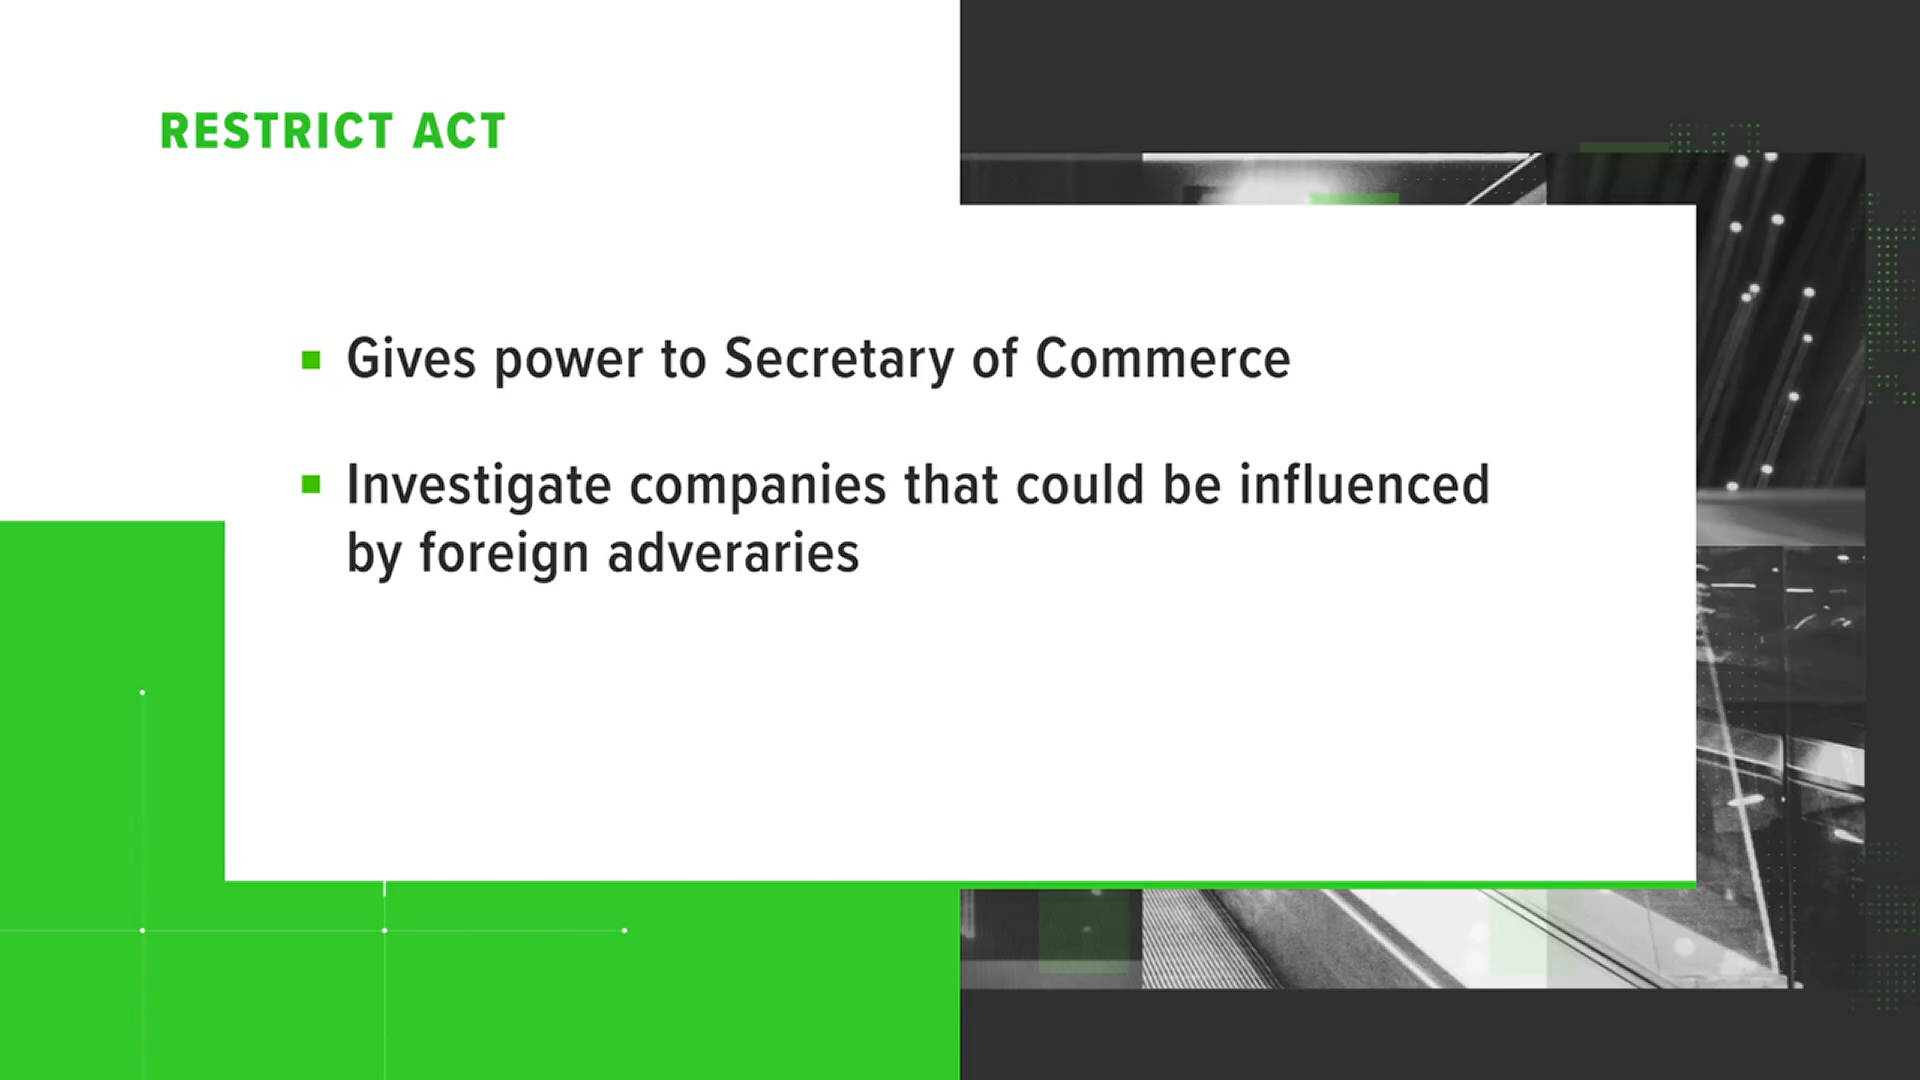 RESTRICT ACT
Gives power to Secretary of Commerce
Investigate companies that could be influenced
by foreign adveraries